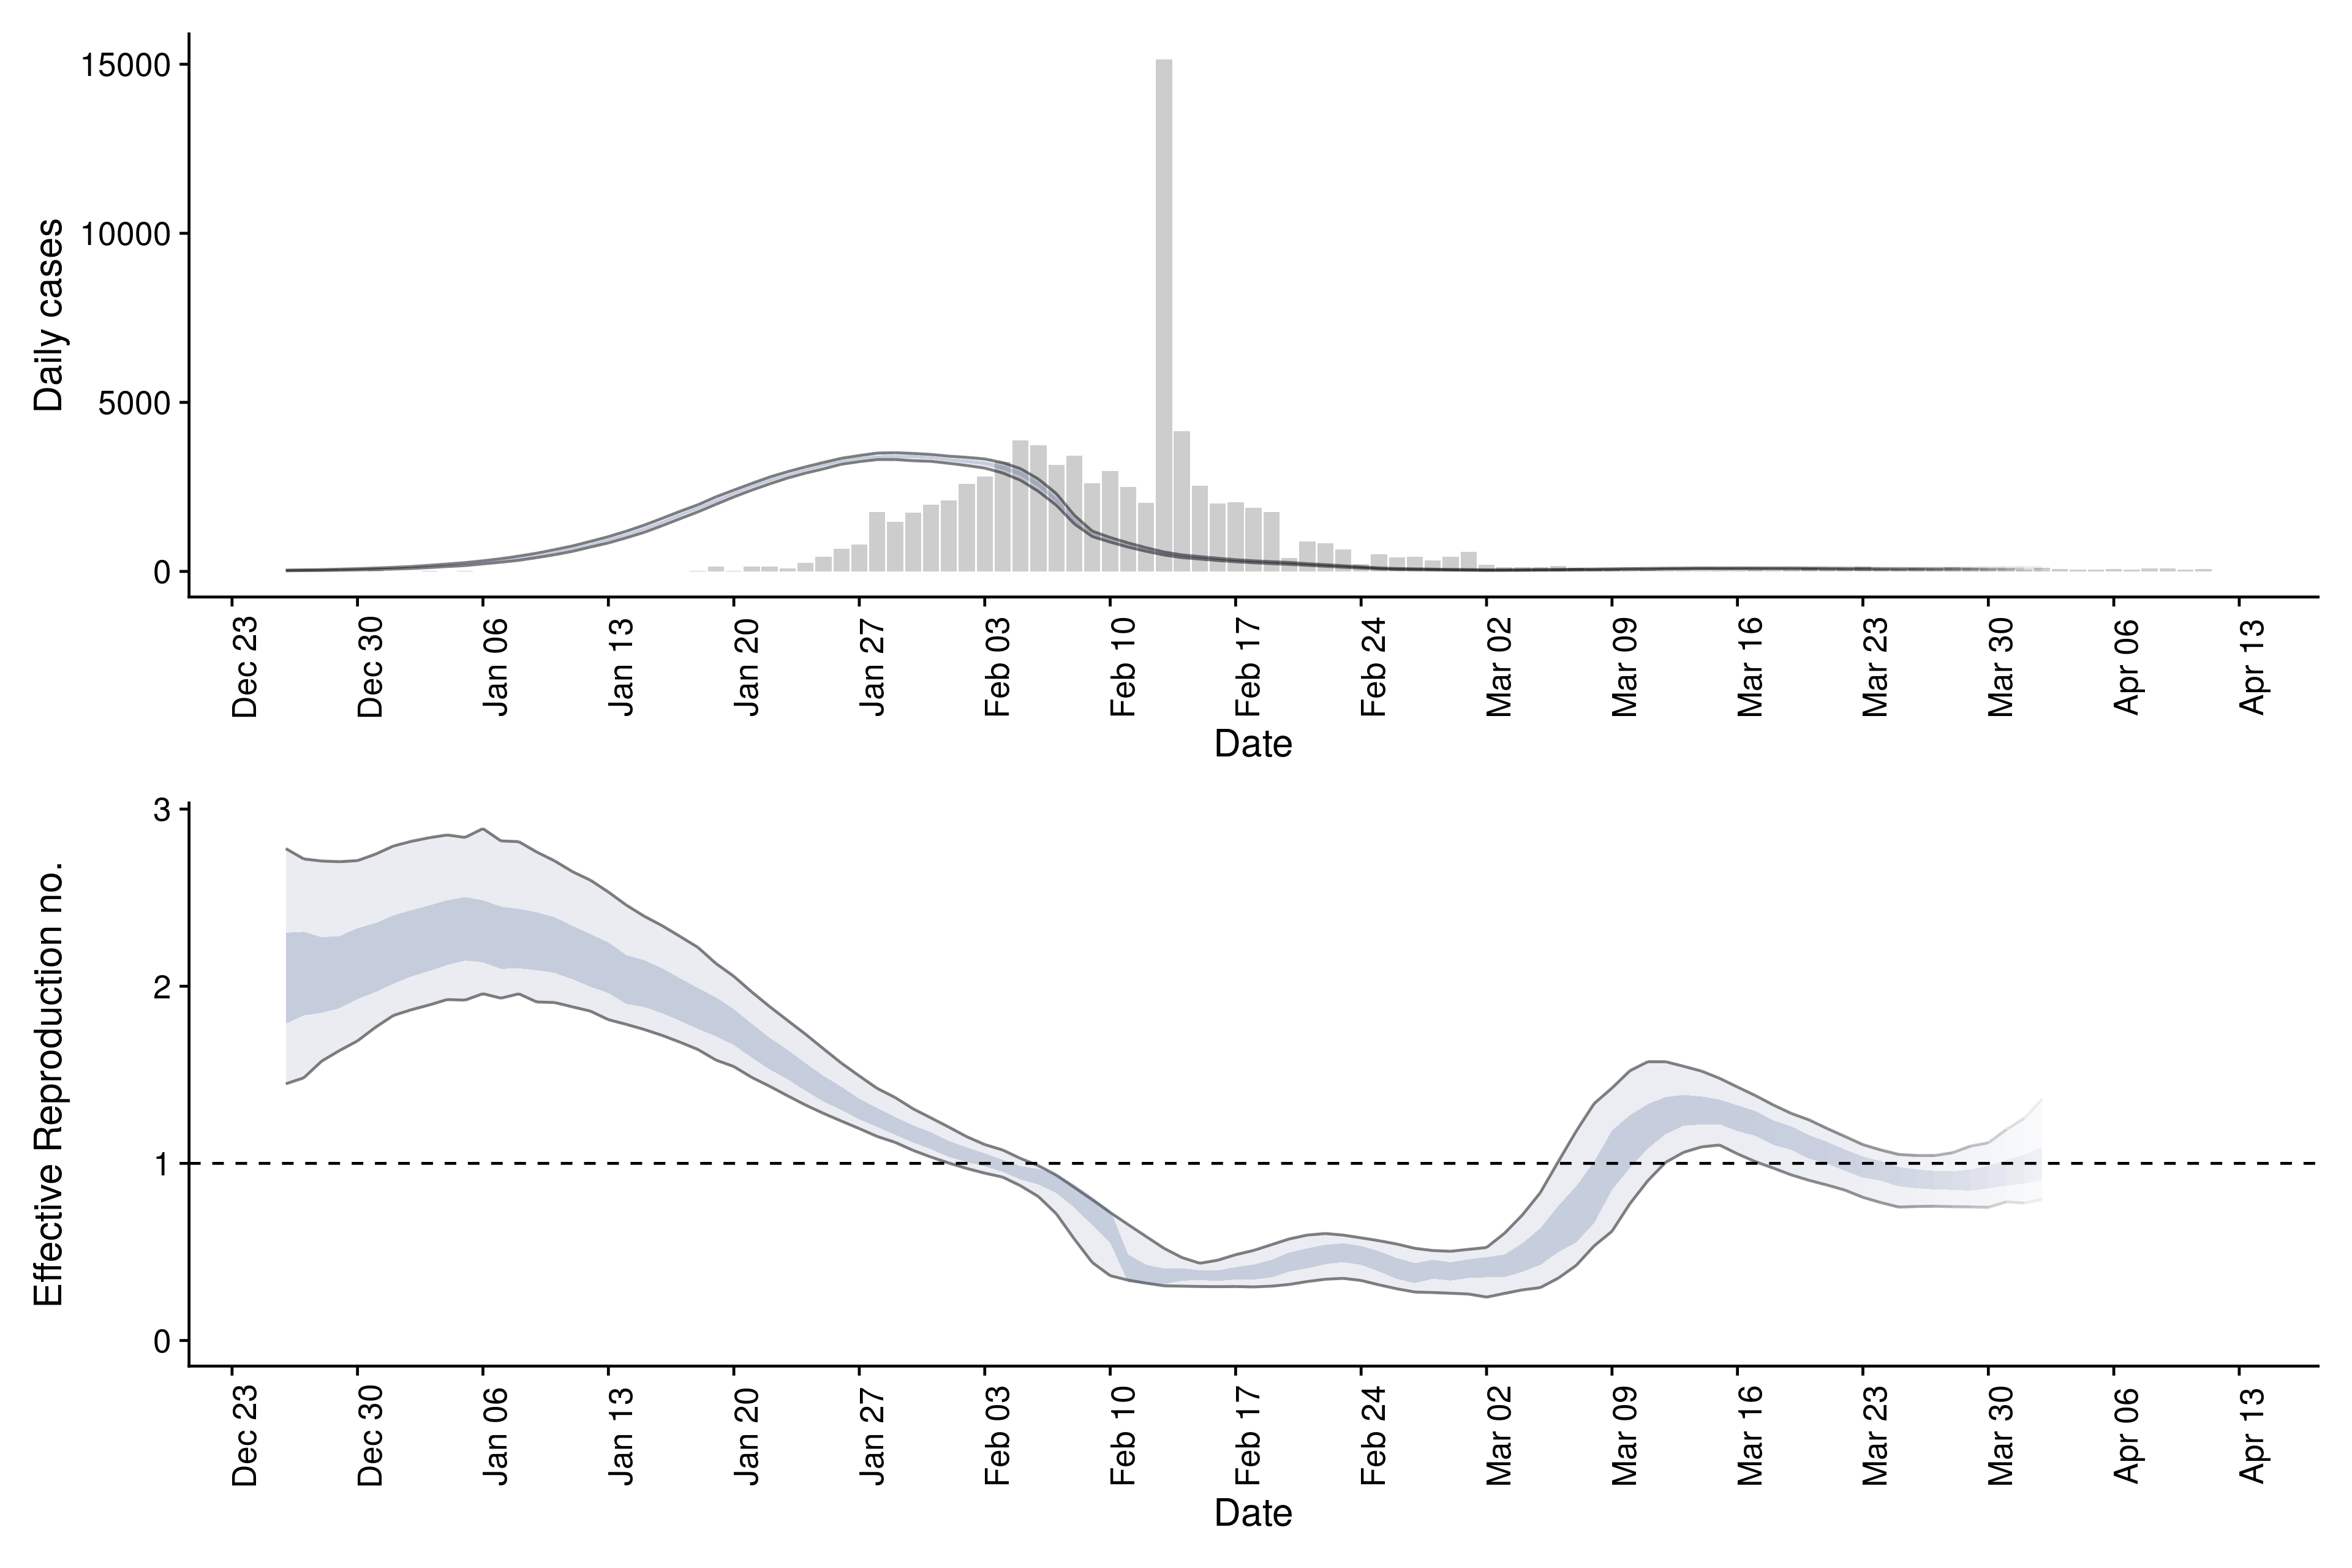 Daily cases
15000
10000
5000
0
Dec 23
Dec 30
Jan 06
Jan 13
Jan 20
Jan 27
Feb 03
Feb 10
Feb 17
Feb 24
Mar 02
Mar 09
Mar 16
Mar 23
Mar 30
Apr 06
Apr 13
Date
Effective Reproduction no.
3
2
1
0
Dec 23
Dec 30
Jan 06
Jan 13
Jan 20
Jan 27
Feb 03
Feb 10
Feb 17
Feb 24
Mar 02
Mar 09
Mar 16
Mar 23
Mar 30
Apr 06
Apr 13
Date